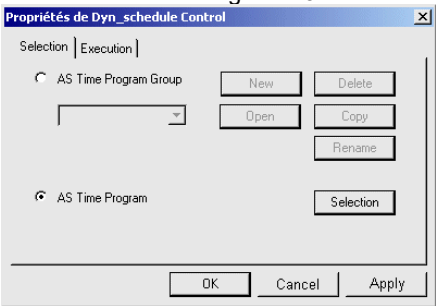 Propriétés de Dyn_schedule Control
Selection Execution
AS Time Program Group New Delete
Open Copy
Rename
AS Time Program Selection
OK Cancel Apply